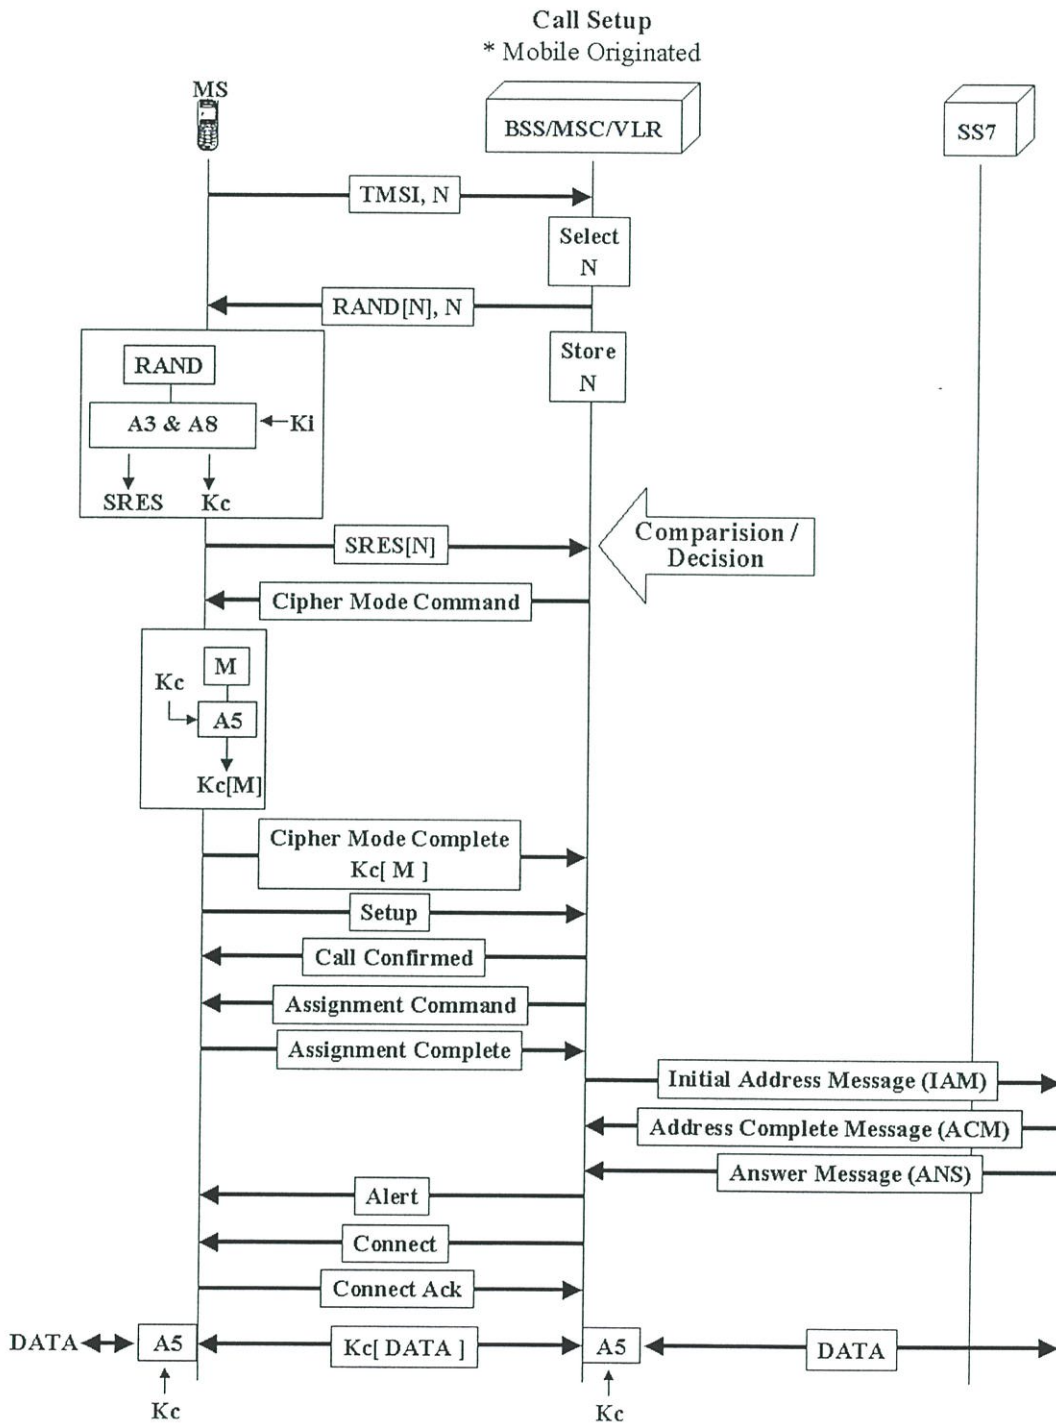 Call Setup
* Mobile Originated
MS
BSS/MSC/VLR
SS7
TMSI, N
Select
N
RAND[N], N
Store
N
RAND
A3 & A8
Ki
SRES
Kc
SRES[N]
Comparision /
Decision
Cipher Mode Command
M
Kc
A5
Kc[M]
Cipher Mode Complete
Kc[ M ]
Setup
Call Confirmed
Assignment Command
Assignment Complete
Initial Address Message (IAM)
Address Complete Message (ACM)
Answer Message (ANS)
Alert
Connect
Connect Ack
DATA
A5
Kc[ DATA ]
A5
DATA
Kc
Kc